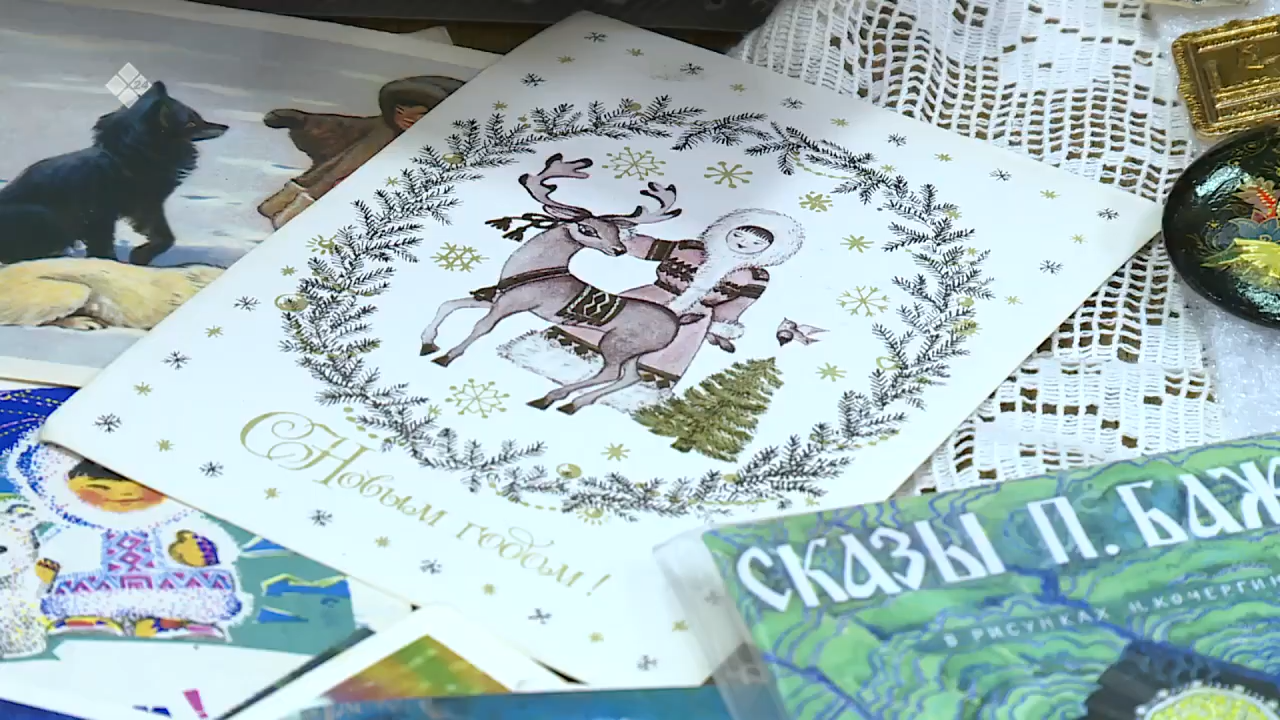 С Новым годом!
СКАЗЫ П. БАЖ
В РИСУНКАХ Н. КОЧЕРГИН